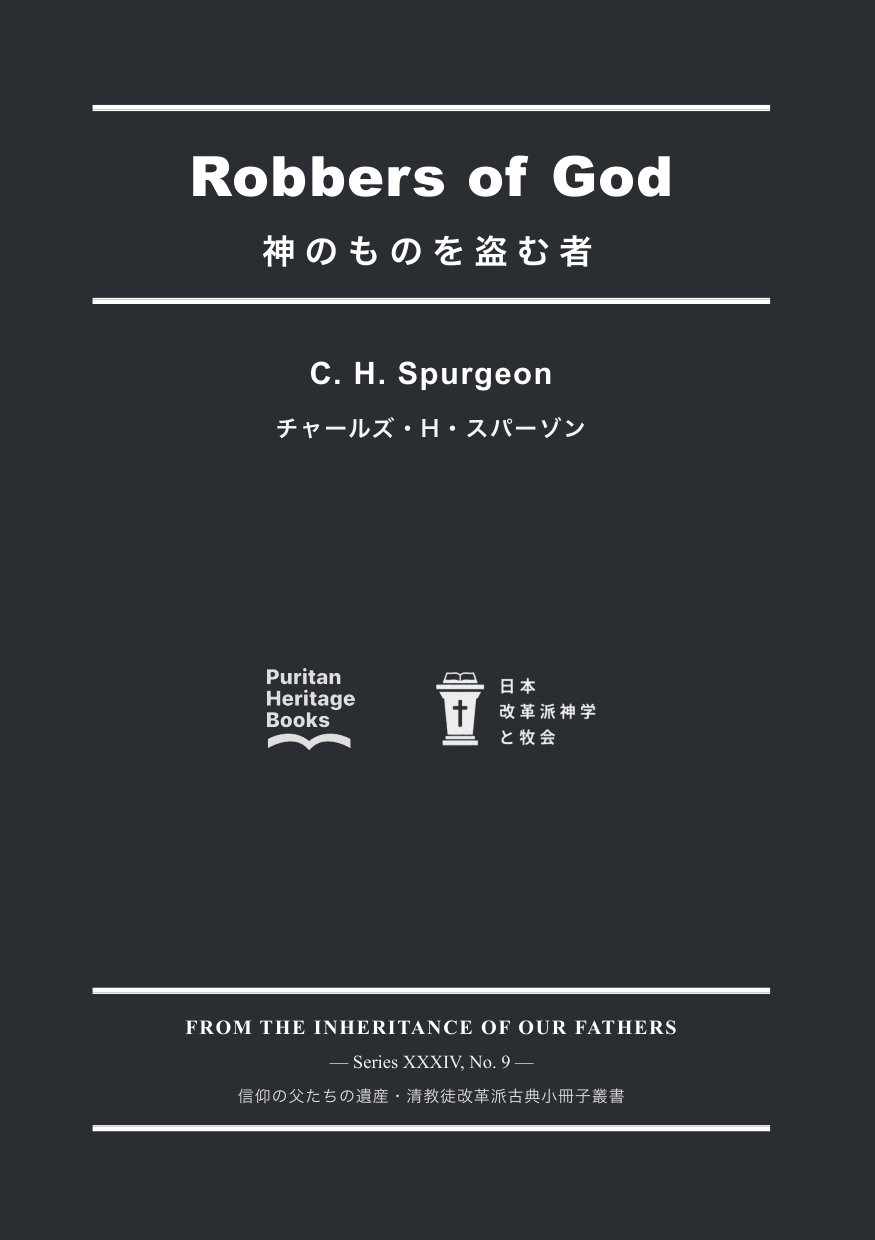 Robbers of God
神のものを盗む者
C. H. Spurgeon
チャールズ・H・スパーゾン
Puritan
Heritage
Books
日本
改革派神学
と牧会
FROM THE INHERITANCE OF OUR FATHERS
— Series XXXIV, No. 9 —
信仰の父たちの遺産・清教徒改革派古典小冊子叢書